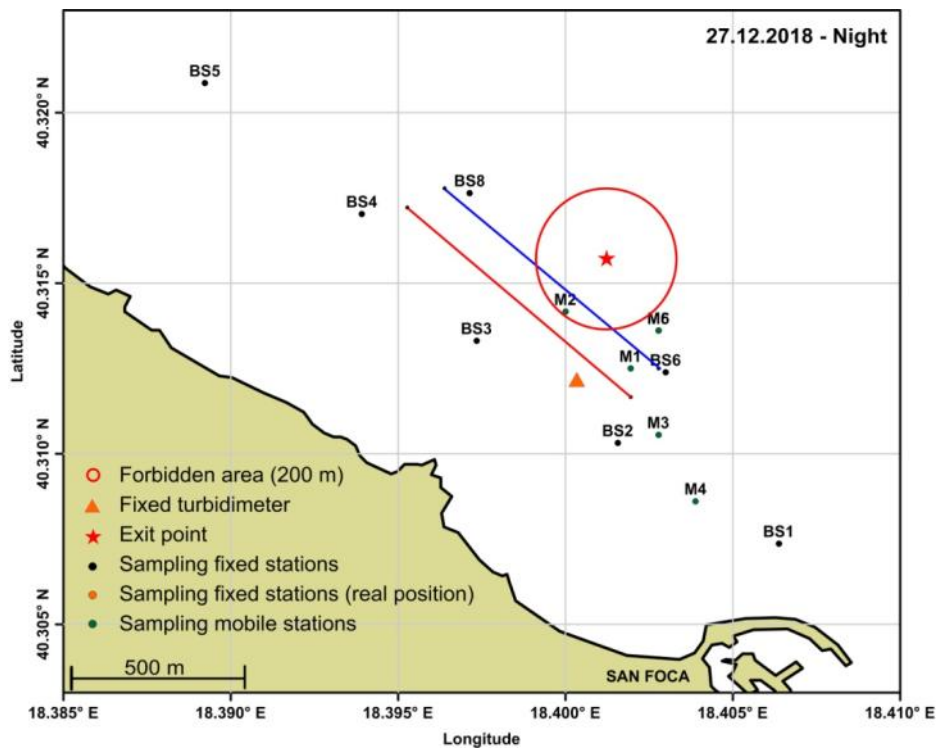 27.12.2018 - Night
BS5
BS8
BS4
M2
M6
BS3
M1
BS6
BS2
M3
M4
BS1
Latitude
40.320° N
40.315° N
40.310° N
40.305° N
Forbidden area (200 m)
Fixed turbidimeter
Exit point
Sampling fixed stations
Sampling fixed stations (real position)
Sampling mobile stations
500 m
SAN FOCA
18.385° E
18.390° E
18.395° E
18.400° E
18.405° E
18.410° E
Longitude